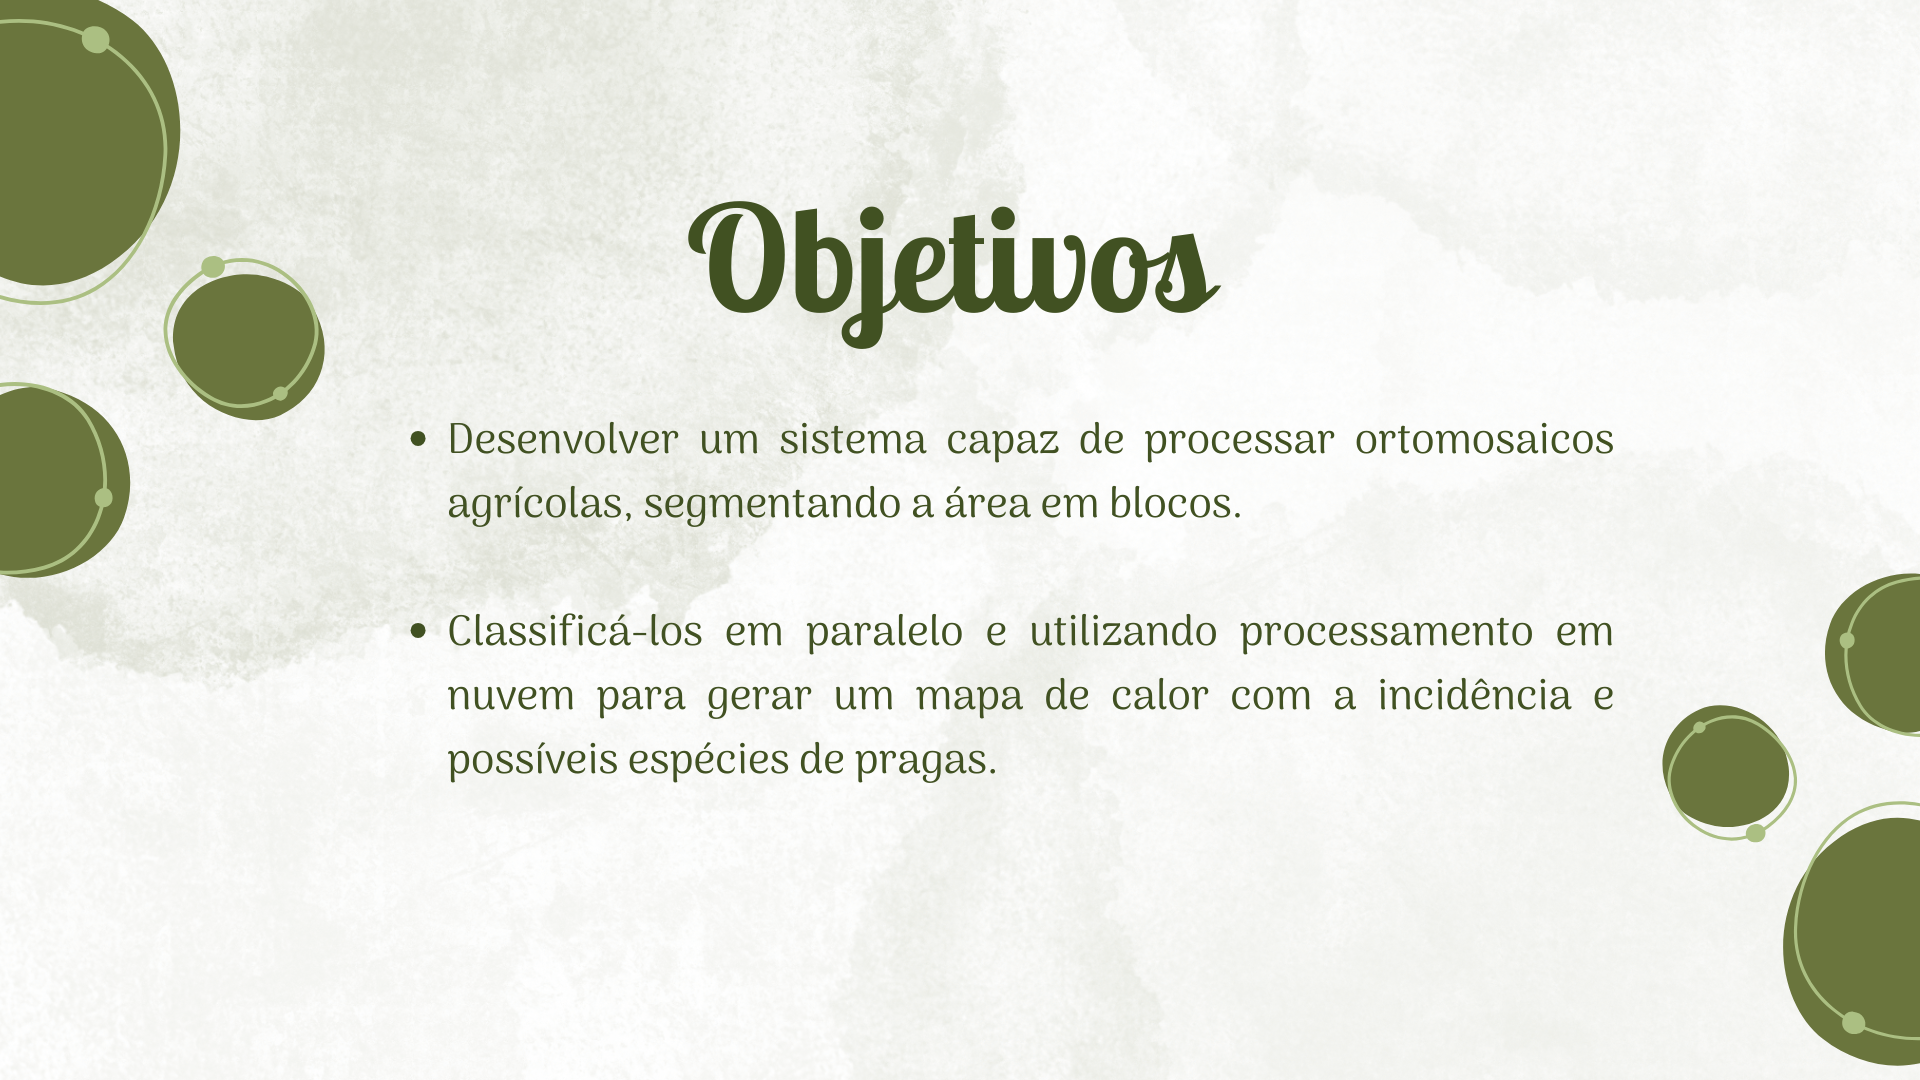 Objetivos
• Desenvolver um sistema capaz de processar ortomosaicos
agrícolas, segmentando a área em blocos.
• Classificá-los em paralelo e utilizando processamento em
nuvem para gerar um mapa de calor com a incidência e
possíveis espécies de pragas.